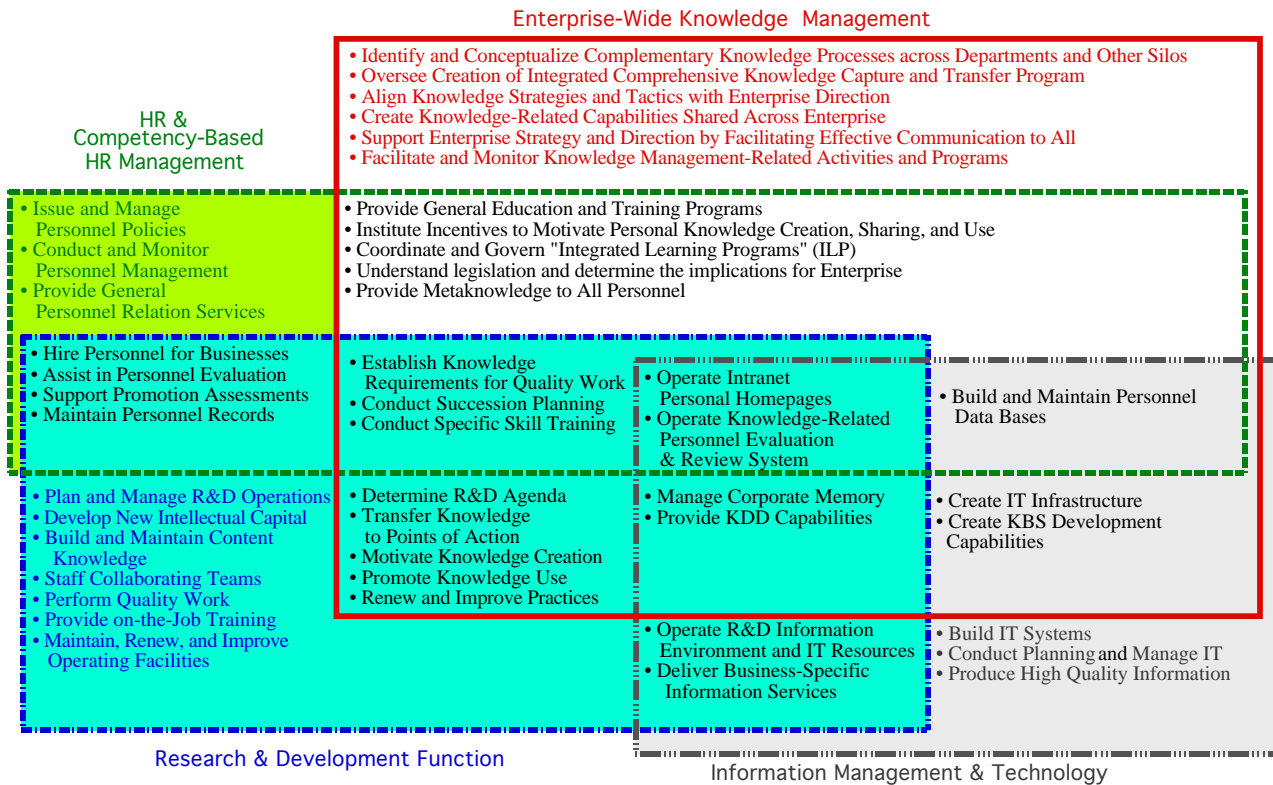 Enterprise-Wide Knowledge Management
• Identify and Conceptualize Complementary Knowledge Processes across Departments and Other Silos
• Oversee Creation of Integrated Comprehensive Knowledge Capture and Transfer Program
• Align Knowledge Strategies and Tactics with Enterprise Direction
• Create Knowledge-Related Capabilities Shared Across Enterprise
• Support Enterprise Strategy and Direction by Facilitating Effective Communication to All
• Facilitate and Monitor Knowledge Management-Related Activities and Programs
HR &
Competency-Based
HR Management
• Issue and Manage
Personnel Policies
• Conduct and Monitor
Personnel Management
• Provide General
Personnel Relation Services
• Provide General Education and Training Programs
• Institute Incentives to Motivate Personal Knowledge Creation, Sharing, and Use
• Coordinate and Govern "Integrated Learning Programs" (ILP)
• Understand legislation and determine the implications for Enterprise
• Provide Metaknowledge to All Personnel
• Hire Personnel for Businesses
• Assist in Personnel Evaluation
• Support Promotion Assessments
• Maintain Personnel Records
• Establish Knowledge
Requirements for Quality Work
• Conduct Succession Planning
• Conduct Specific Skill Training
• Operate Intranet
Personal Homepages
• Operate Knowledge-Related
Personnel Evaluation
& Review System
• Build and Maintain Personnel
Data Bases
• Plan and Manage R&D Operations
• Develop New Intellectual Capital
• Build and Maintain Content
Knowledge
• Staff Collaborating Teams
• Perform Quality Work
• Provide on-the-Job Training
• Maintain, Renew, and Improve
Operating Facilities
• Determine R&D Agenda
• Transfer Knowledge
to Points of Action
• Motivate Knowledge Creation
• Promote Knowledge Use
• Renew and Improve Practices
• Manage Corporate Memory
• Provide KDD Capabilities
• Create IT Infrastructure
• Create KBS Development
Capabilities
• Operate R&D Information
Environment and IT Resources
• Deliver Business-Specific
Information Services
• Build IT Systems
• Conduct Planning and Manage IT
• Produce High Quality Information
Research & Development Function
Information Management & Technology